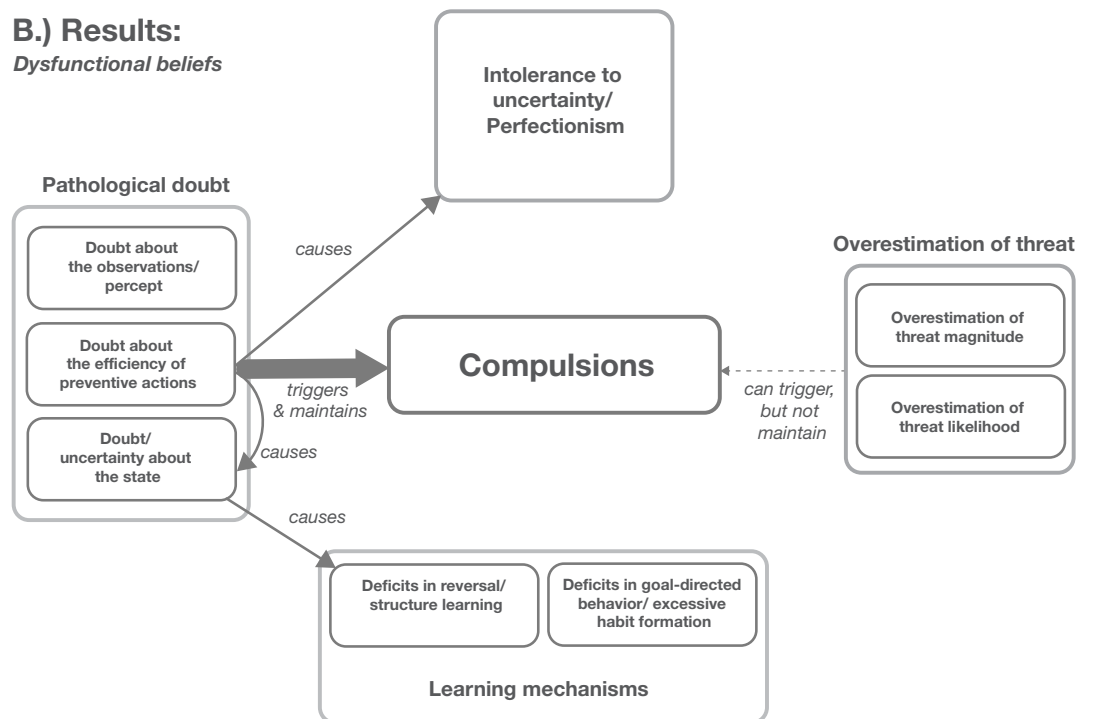 B.) Results:
Dysfunctional beliefs
Intolerance to
uncertainty/
Perfectionism
Pathological doubt
Doubt about
the observations/
percept
Doubt about
the efficiency of
preventive actions
Doubt/
uncertainty about
the state
causes
triggers
& maintains
causes
causes
Compulsions
can trigger,
but not
maintain
Overestimation of threat
Overestimation of
threat magnitude
Overestimation of
threat likelihood
Deficits in reversal/
structure learning
Deficits in goal-directed
behavior/ excessive
habit formation
Learning mechanisms